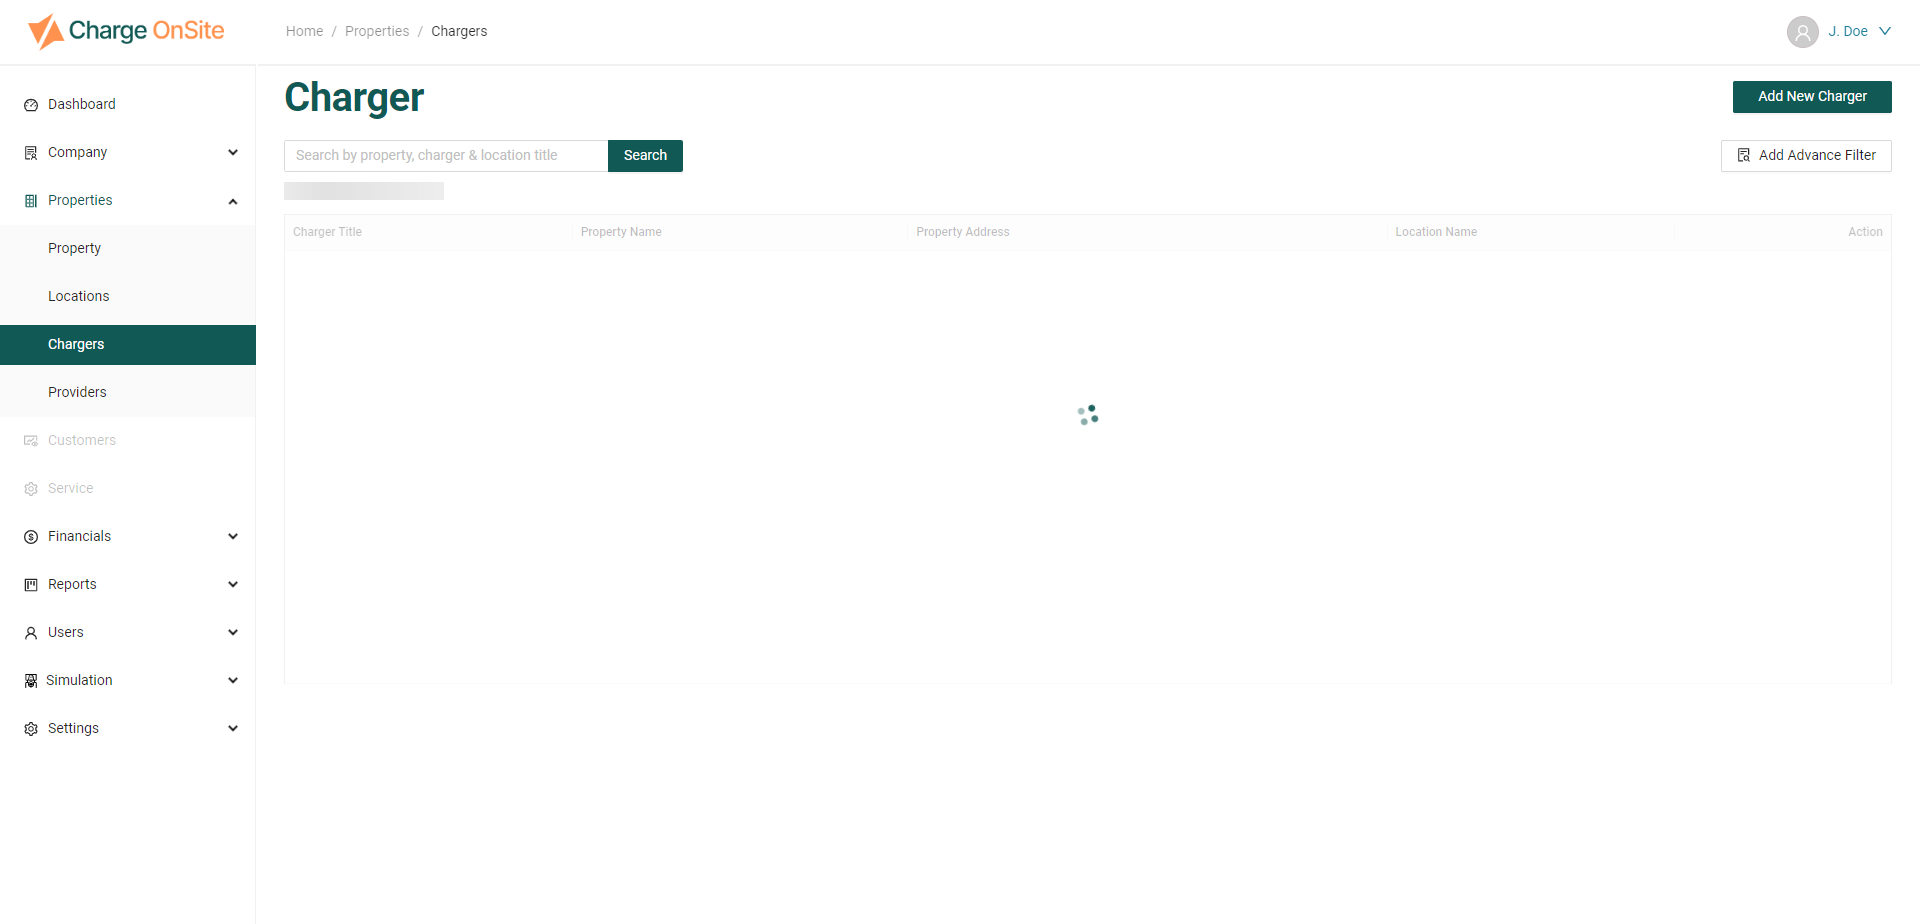 Charge OnSite
Home / Properties / Chargers
J. Doe
Dashboard
Company
Properties
Property
Locations
Chargers
Providers
Customers
Service
Financials
Reports
Users
Simulation
Settings
Charger
Add New Charger
Search by property, charger & location title
Search
Add Advance Filter
Charger Title
Property Name
Property Address
Location Name
Action